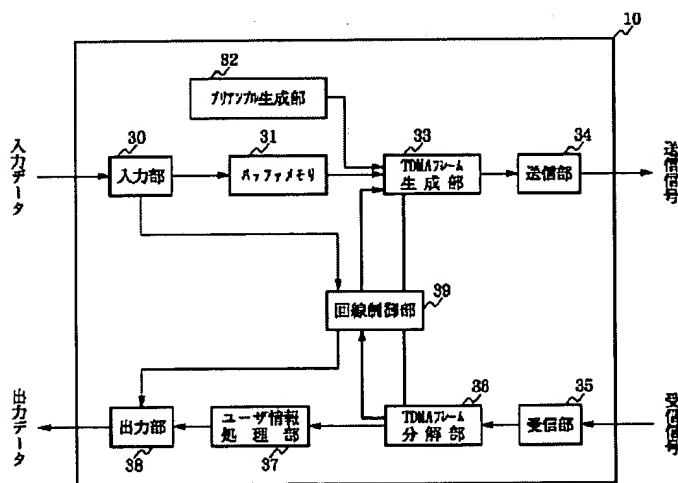 10
32
プリアンブル生成部
入力データ
30
入力部
31
バッファメモリ
33
TDMAフレーム
生成部
34
送信部
送信信号
回線制御部
39
出力データ
出力部
38
ユーザ情報
処理部
37
36
TDMAフレーム
分解部
35
受信部
受信信号